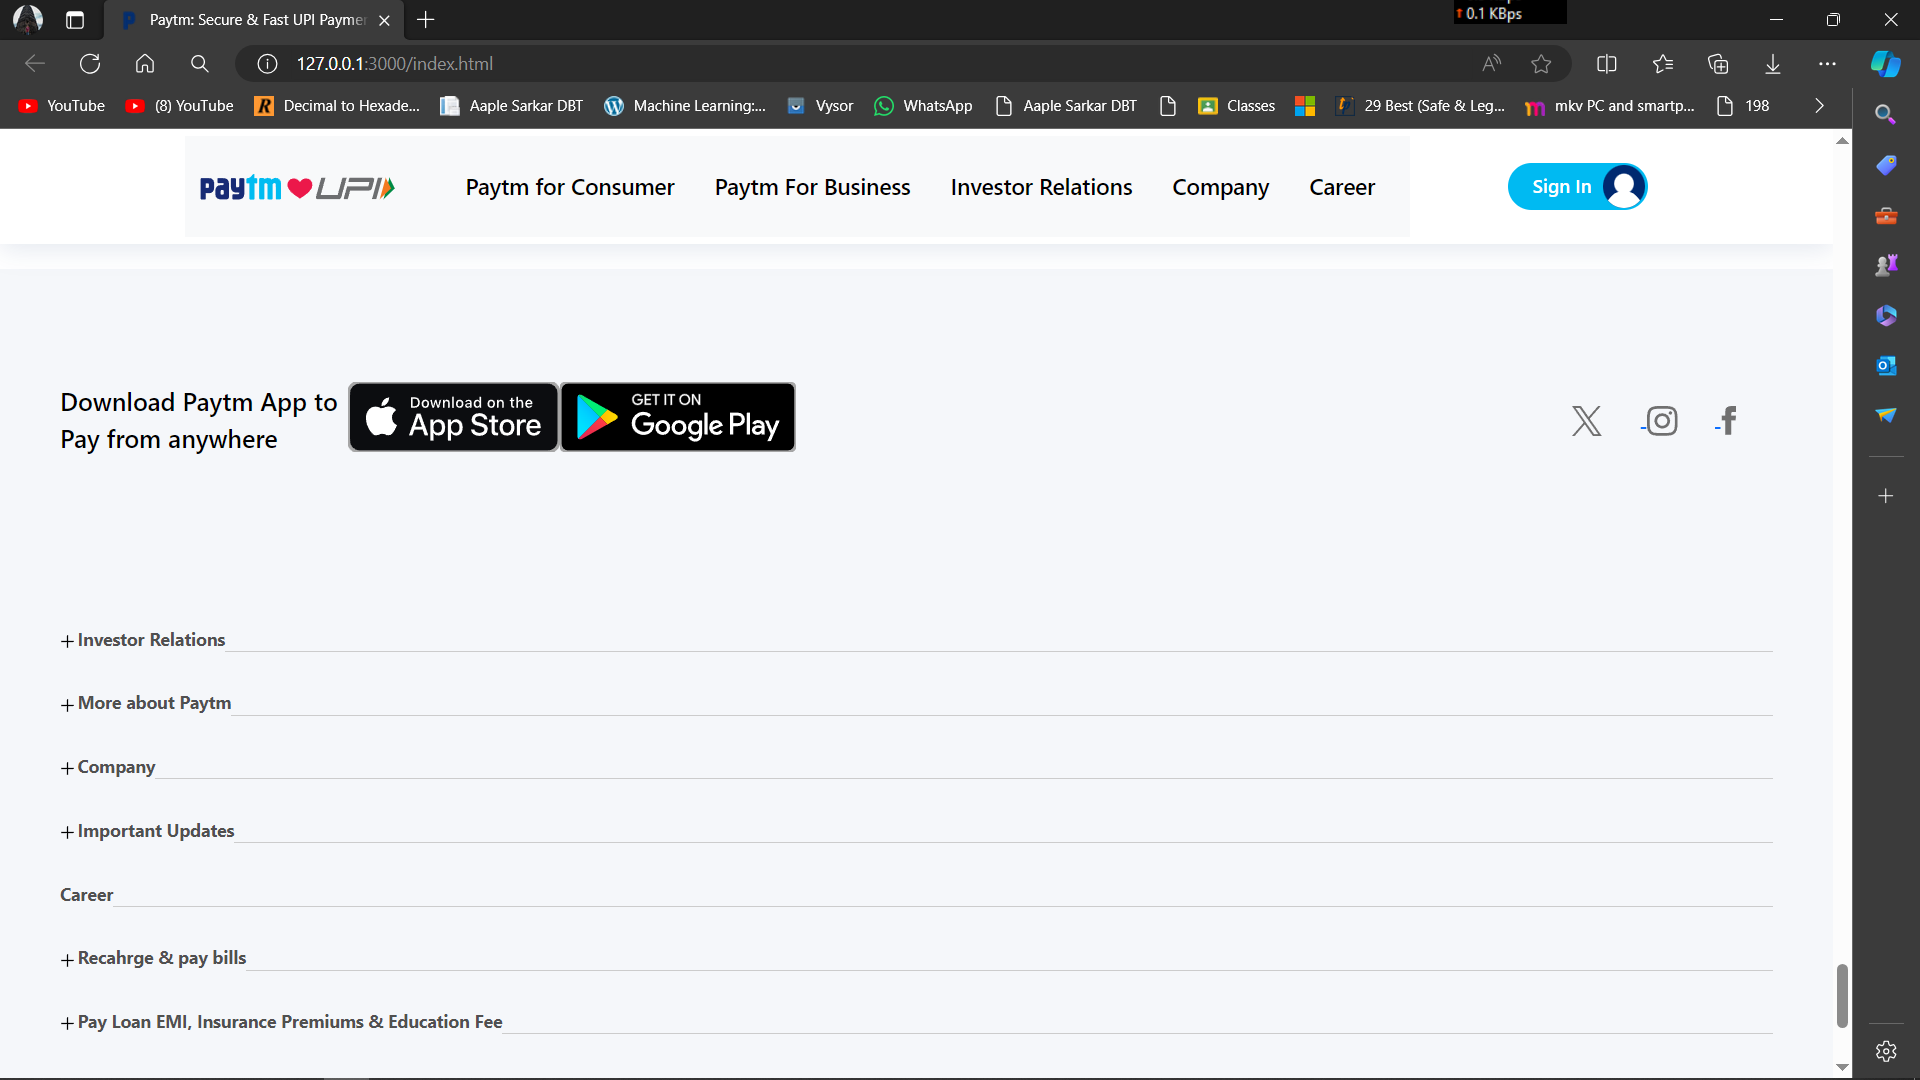 Paytm: Secure & Fast UPI Payme
0.1 KBps
127.0.0.1:3000/index.html
YouTube
(8) YouTube
Decimal to Hexade...
Aaple Sarkar DBT
Machine Learning:...
Vysor
WhatsApp
Aaple Sarkar DBT
Classes
29 Best (Safe & Leg...
mkv PC and smartp...
198
paytm UPI
Paytm for Consumer
Paytm For Business
Investor Relations
Company
Career
Sign In
Download Paytm App to
Pay from anywhere
Download on the
App Store
GET IT ON
Google Play
+ Investor Relations
+ More about Paytm
+ Company
+ Important Updates
Career
+ Recahrge & pay bills
+ Pay Loan EMI, Insurance Premiums & Education Fee